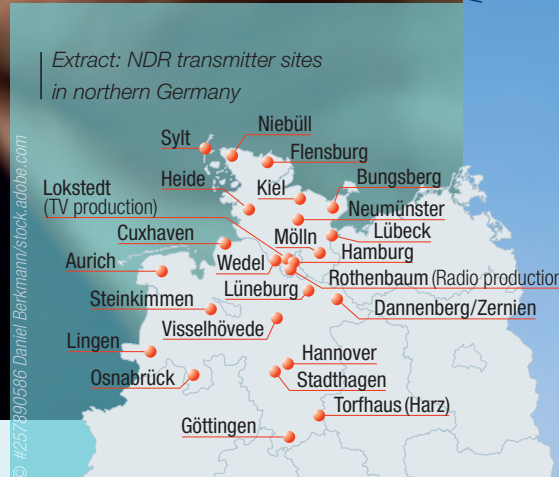 Extract: NDR transmitter sites
in northern Germany
Niebüll
Sylt
Flensburg
Heide
Kiel
Bungsberg
Lokstedt
(TV production)
Neumünster
Cuxhaven
Mölln
Lübeck
Aurich
Wedel
Hamburg
Rothenbaum (Radio production
Lüneburg
Steinkimmen
Dannenberg/Zernien
Visselhövede
Lingen
Hannover
Osnabrück
Stadthagen
Torfhaus (Harz)
Göttingen
© #257890586 Daniel Berkmann/stock.adobe.com